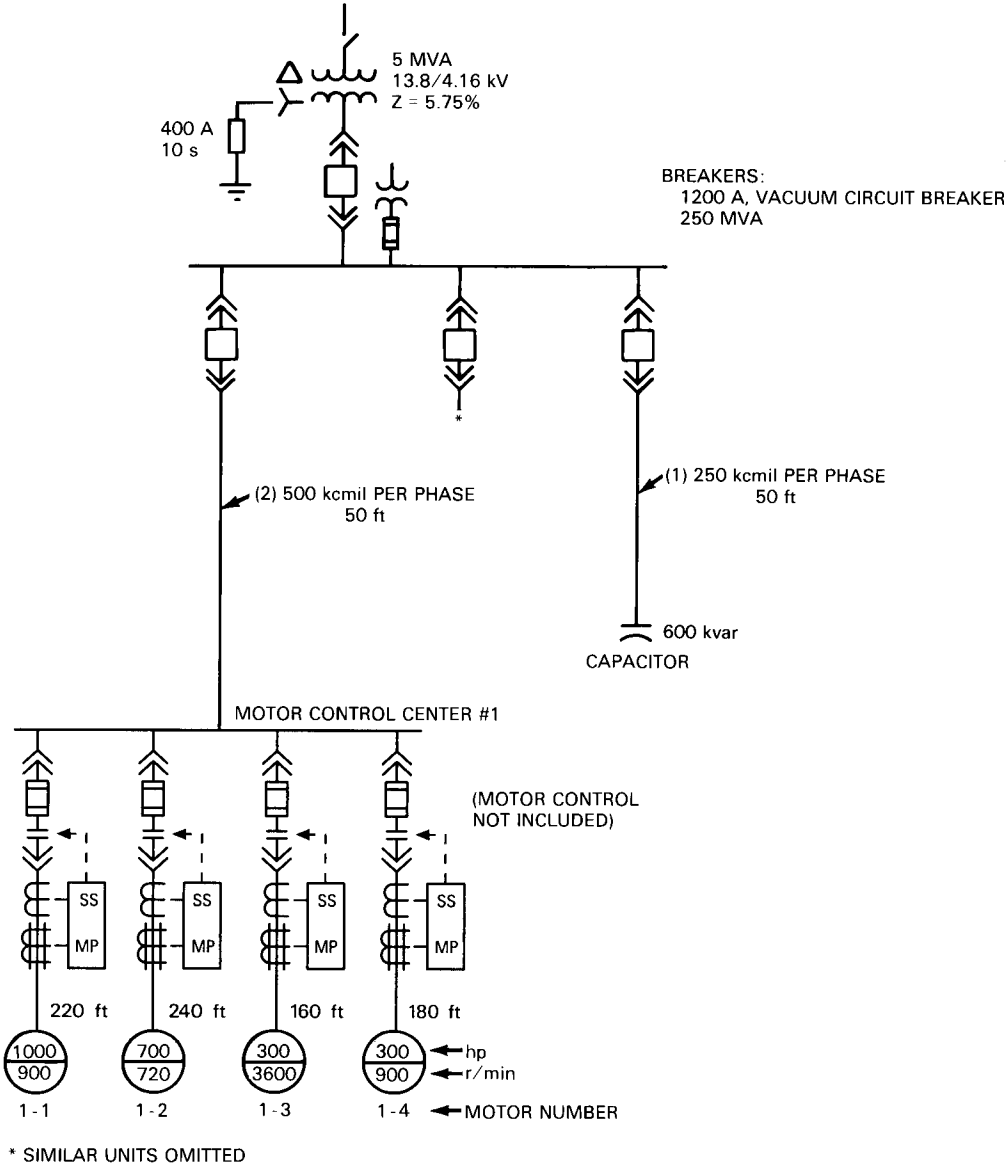 5 MVA
13.8/4.16 kV
Z = 5.75%
400 A
10 s
BREAKERS:
1200 A, VACUUM CIRCUIT BREAKER
250 MVA
*
(2) 500 kcmil PER PHASE
50 ft
(1) 250 kcmil PER PHASE
50 ft
600 kvar
CAPACITOR
MOTOR CONTROL CENTER #1
(MOTOR CONTROL
NOT INCLUDED)
SS SS SS SS
MP MP MP MP
220 ft 240 ft 160 ft 180 ft
1000 700 300 300 hp
900 720 3600 900 r/min
1-1 1-2 1-3 1-4 MOTOR NUMBER
* SIMILAR UNITS OMITTED